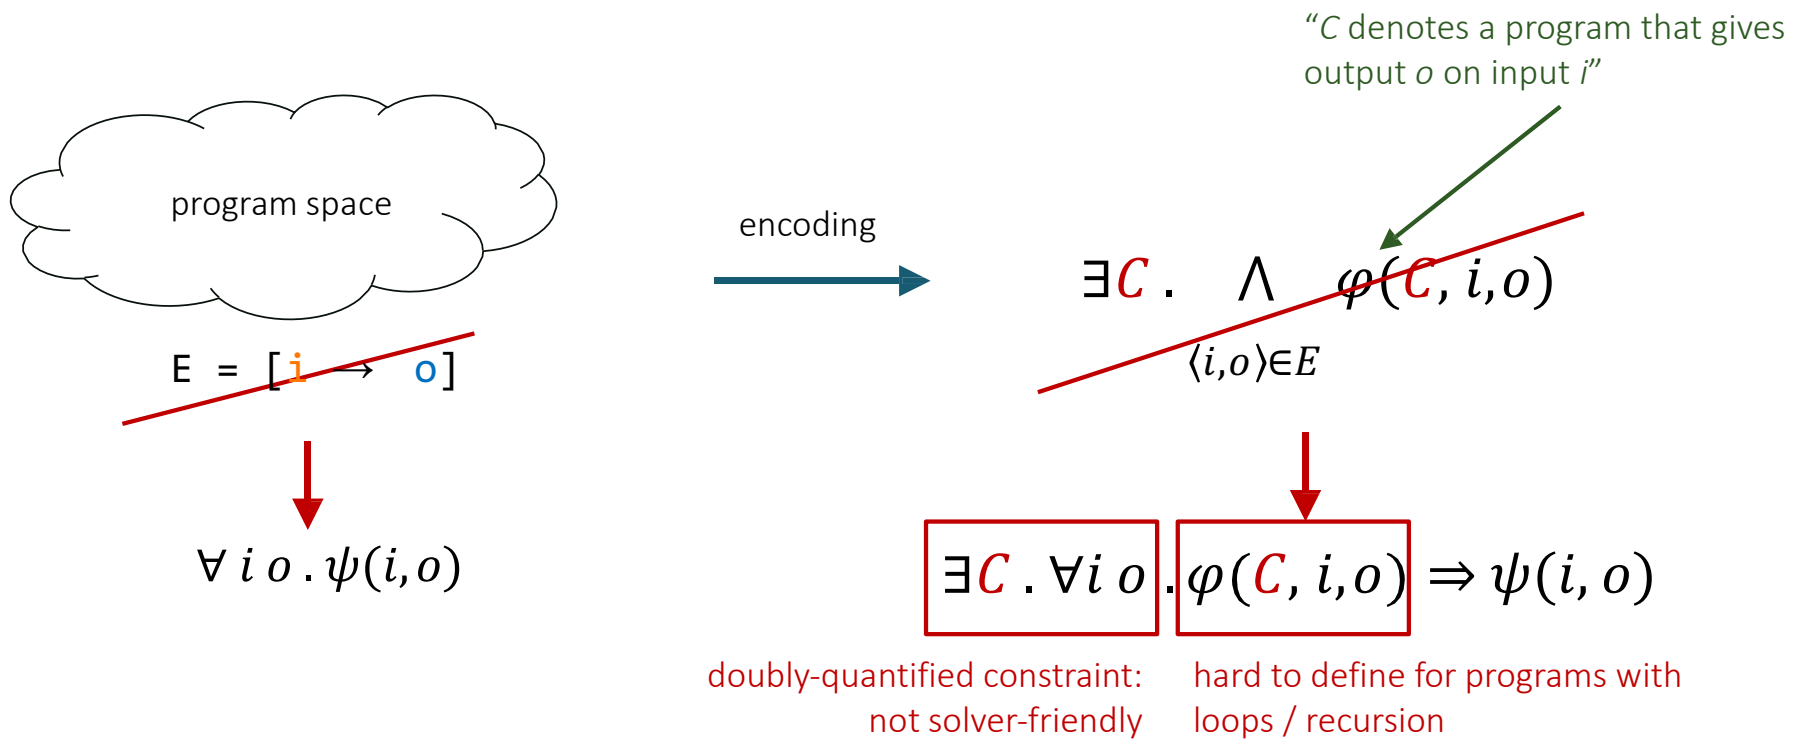 “C denotes a program that gives
output o on input i”
program space
encoding
∃C . ⋀ φ(C, i,o)
⟨i,o⟩∈E
E = [i → o]
∀ i o . ψ(i,o)
∃C . ∀i o . φ(C, i,o) ⇒ ψ(i, o)
doubly-quantified constraint:
not solver-friendly
hard to define for programs with
loops / recursion